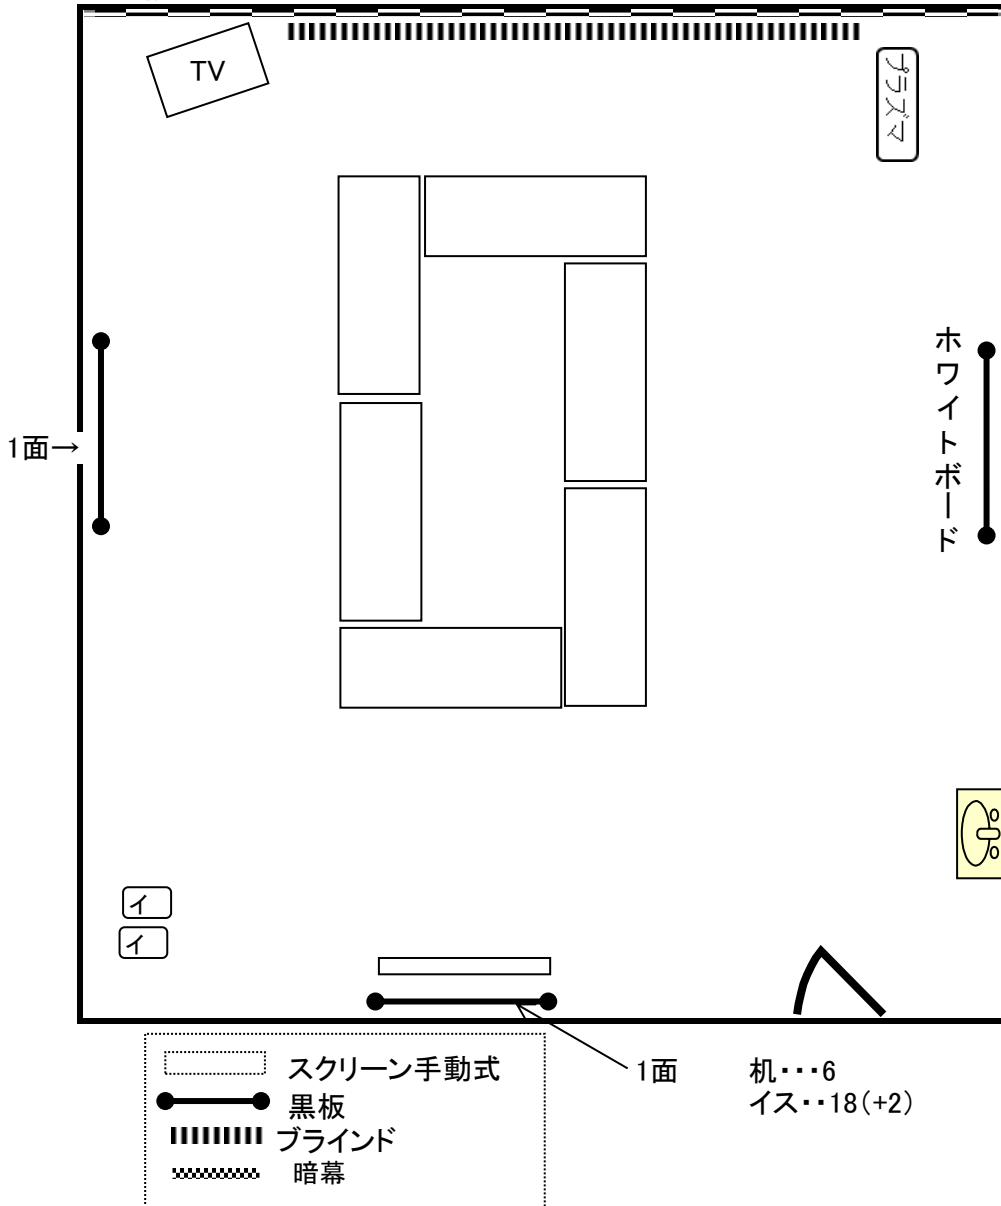 TV
プラズマ
ホワイトボード
1面→
イ
イ
1面
机・・・6
イス・・18(+2)
スクリーン手動式
黒板
ブラインド
暗幕